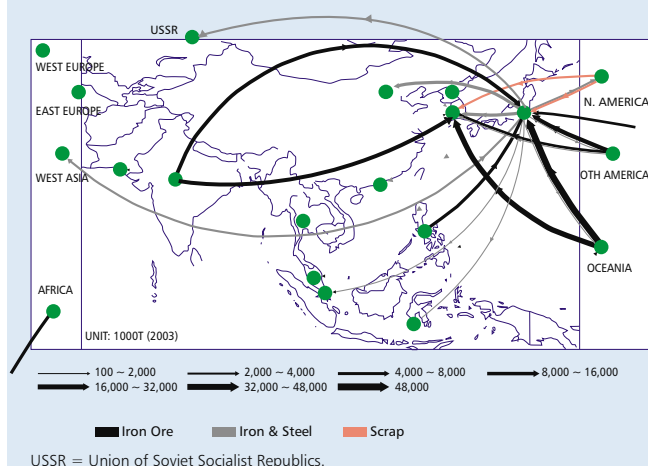 USSR
WEST EUROPE
N. AMERICA
EAST EUROPE
WEST ASIA
OTH AMERICA
OCEANIA
AFRICA
UNIT: 1000T (2003)
100 ~ 2,000 2,000 ~ 4,000 4,000 ~ 8,000 8,000 ~ 16,000
16,000 ~ 32,000 32,000 ~ 48,000 48,000
Iron Ore Iron & Steel Scrap
USSR = Union of Soviet Socialist Republics.